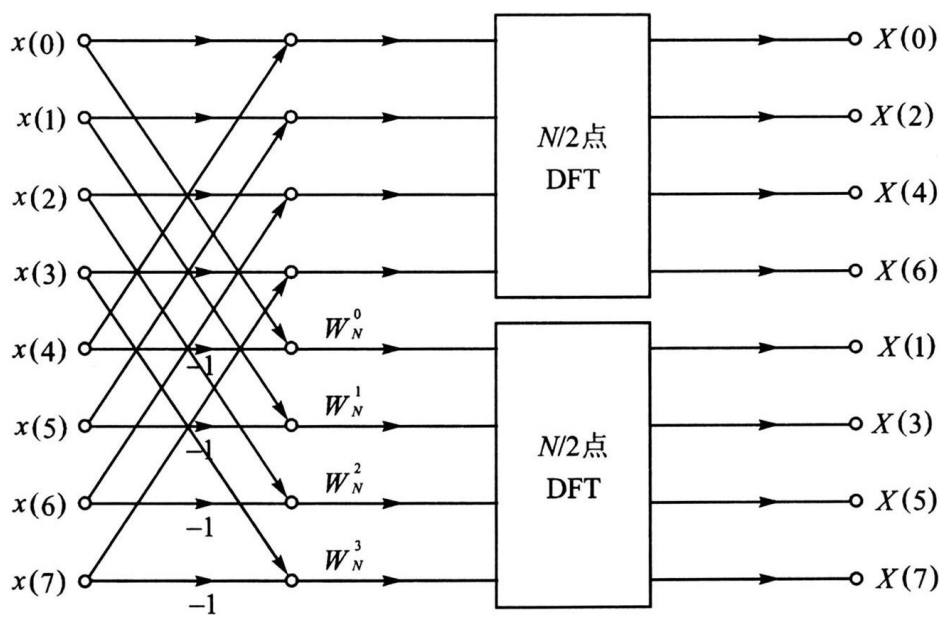 x(0) X(0)
x(1) X(2)
N/2点
DFT
x(2) X(4)
x(3) X(6)
x(4) -1 W_N^0 X(1)
x(5) -1 W_N^1 X(3)
N/2点
DFT
x(6) -1 W_N^2 X(5)
x(7) -1 W_N^3 X(7)